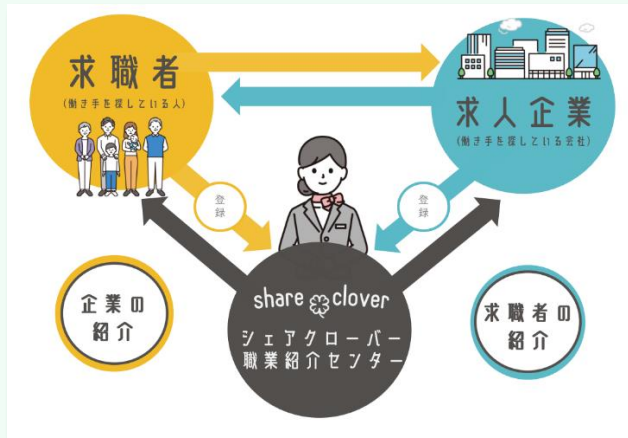 求職者
(働き手を探している人)
求人企業
(働き手を探している会社)
登録
登録
企業の
紹介
share clover
シェアクローバー
職業紹介センター
求職者の
紹介